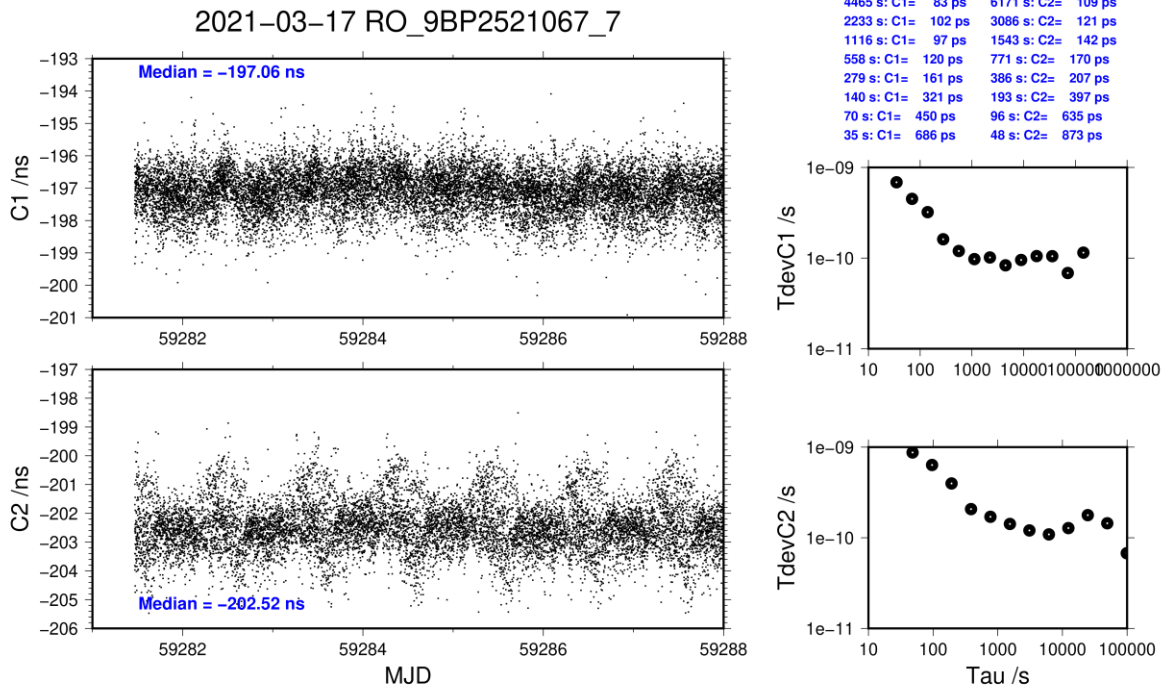 2021−03−17 RO_9BP2521067_7
4465 s: C1= 83 ps 6171 s: C2= 109 ps
2233 s: C1= 102 ps 3086 s: C2= 121 ps
1116 s: C1= 97 ps 1543 s: C2= 142 ps
558 s: C1= 120 ps 771 s: C2= 170 ps
279 s: C1= 161 ps 386 s: C2= 207 ps
140 s: C1= 321 ps 193 s: C2= 397 ps
70 s: C1= 450 ps 96 s: C2= 635 ps
35 s: C1= 686 ps 48 s: C2= 873 ps
C1 /ns
−193
−194
−195
−196
−197
−198
−199
−200
−201
Median = −197.06 ns
59282 59284 59286 59288
TdevC1 /s
1e−09
1e−10
1e−11
10 100 1000 10000 100000 1000000
C2 /ns
−197
−198
−199
−200
−201
−202
−203
−204
−205
−206
Median = −202.52 ns
59282 59284 59286 59288
MJD
TdevC2 /s
1e−09
1e−10
1e−11
10 100 1000 10000 100000
Tau /s